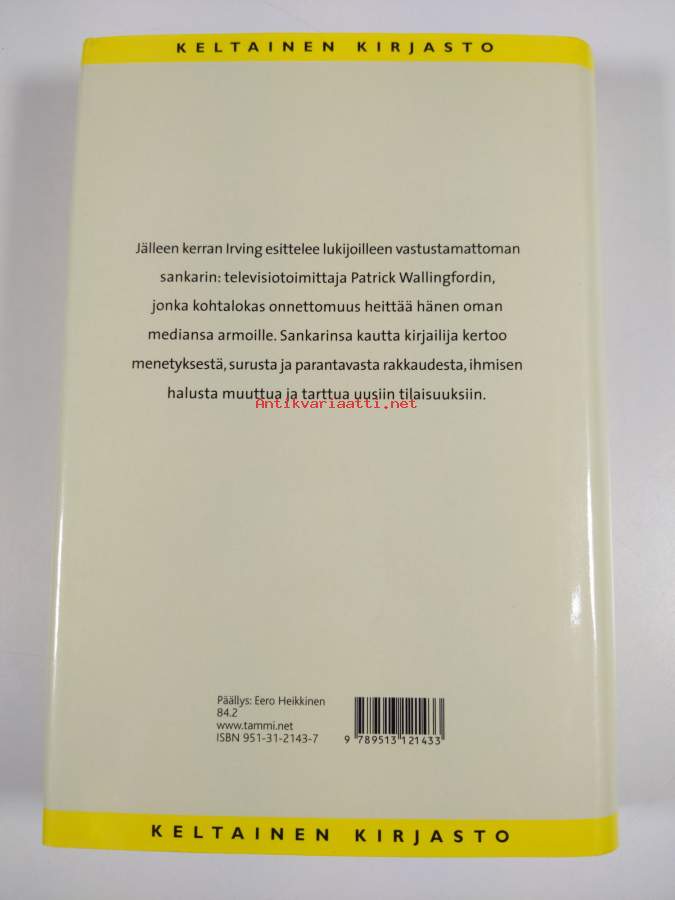 KELTAINEN KIRJASTO
Jälleen kerran Irving esittelee lukijoilleen vastustamattoman
sankarin: televisiotoimittaja Patrick Wallingfordin,
jonka kohtalokas onnettomuus heittää hänen oman
mediansa armoille. Sankarinsa kautta kirjailija kertoo
menetyksestä, surusta ja parantavasta rakkaudesta, ihmisen
halusta muuttua ja tarttua uusiin tilaisuuksiin.
Antikvariaatti.net
Päällys: Eero Heikkinen
84.2
www.tammi.net
ISBN 951-31-2143-7
9 789513 121433
KELTAINEN KIRJASTO